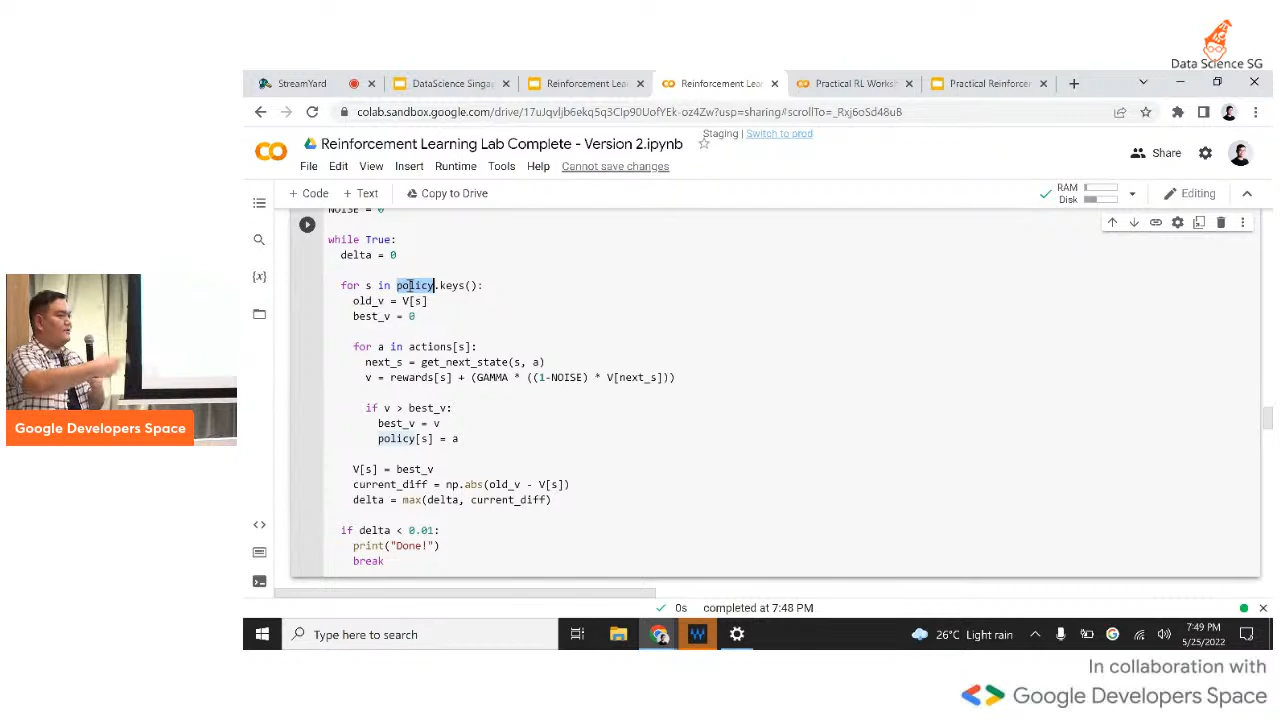 Data Science SG
StreamYard
DataScience Singa
Reinforcement Lear
Reinforcement Lear
Practical RL Worksh
Practical Reinforcer
colab.sandbox.google.com/drive/17uJqvljb6ekq5q3Clp90UofYEk-oz4Zw?usp=sharing#scrollTo=_Rxj6oSd48uB
Reinforcement Learning Lab Complete - Version 2.ipynb
Staging | Switch to prod
File Edit View Insert Runtime Tools Help Cannot save changes
Share
+ Code + Text Copy to Drive
RAM
Disk
Editing
NOISE = 0
while True:
delta = 0
for s in policy.keys():
old_v = V[s]
best_v = 0
for a in actions[s]:
next_s = get_next_state(s, a)
v = rewards[s] + (GAMMA * ((1-NOISE) * V[next_s]))
if v > best_v:
best_v = v
policy[s] = a
V[s] = best_v
current_diff = np.abs(old_v - V[s])
delta = max(delta, current_diff)
if delta < 0.01:
print("Done!")
break
Google Developers Space
0s completed at 7:48 PM
Type here to search
26°C Light rain
7:49 PM
5/25/2022
In collaboration with
Google Developers Space